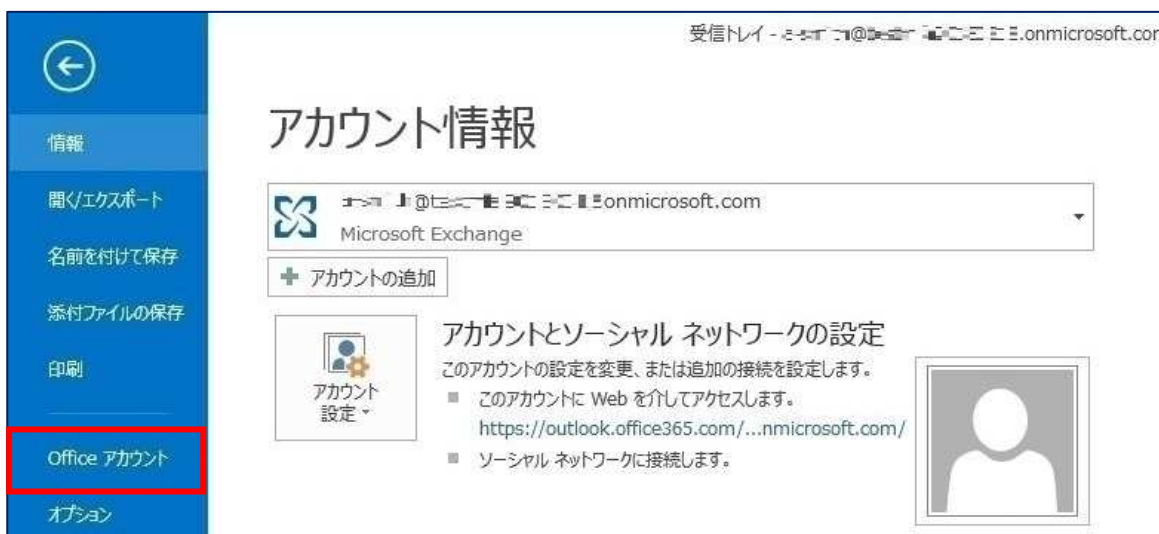 受信トレイ - .onmicrosoft.cor
情報
開く/エクスポート
名前を付けて保存
添付ファイルの保存
印刷
Office アカウント
オプション
アカウント情報
onmicrosoft.com
Microsoft Exchange
アカウントの追加
アカウント
設定
アカウントとソーシャル ネットワークの設定
このアカウントの設定を変更、または追加の接続を設定します。
このアカウントに Web を介してアクセスします。
https://outlook.office365.com/...nmicrosoft.com/
ソーシャル ネットワークに接続します。